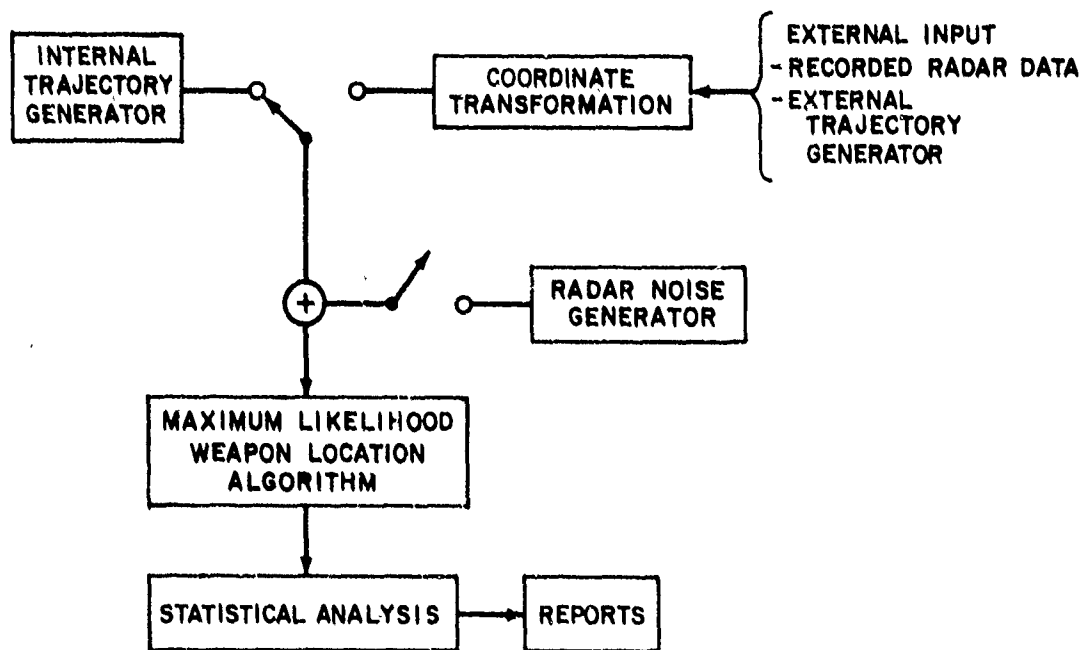 INTERNAL
TRAJECTORY
GENERATOR
COORDINATE
TRANSFORMATION
EXTERNAL INPUT
- RECORDED RADAR DATA
- EXTERNAL
TRAJECTORY
GENERATOR
+
RADAR NOISE
GENERATOR
MAXIMUM LIKELIHOOD
WEAPON LOCATION
ALGORITHM
STATISTICAL ANALYSIS
REPORTS